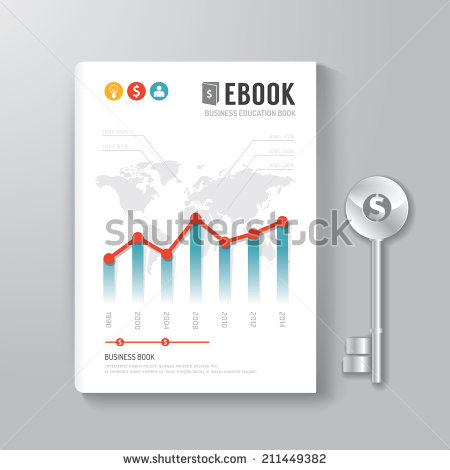 $
$ EBOOK
BUSINESS EDUCATION BOOK
shutterstock
$
1990
2000
2004
2008
2010
2012
2014
$ $
BUSINESS BOOK
www.shutterstock.com · 211449382